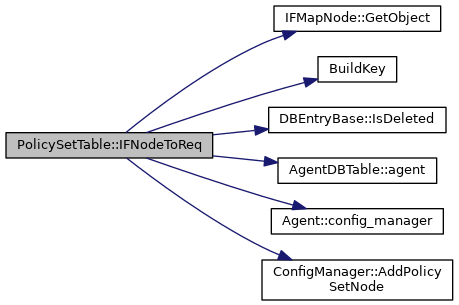 IFMapNode::GetObject
BuildKey
DBEntryBase::IsDeleted
PolicySetTable::IFNodeToReq
AgentDBTable::agent
Agent::config_manager
ConfigManager::AddPolicy
SetNode